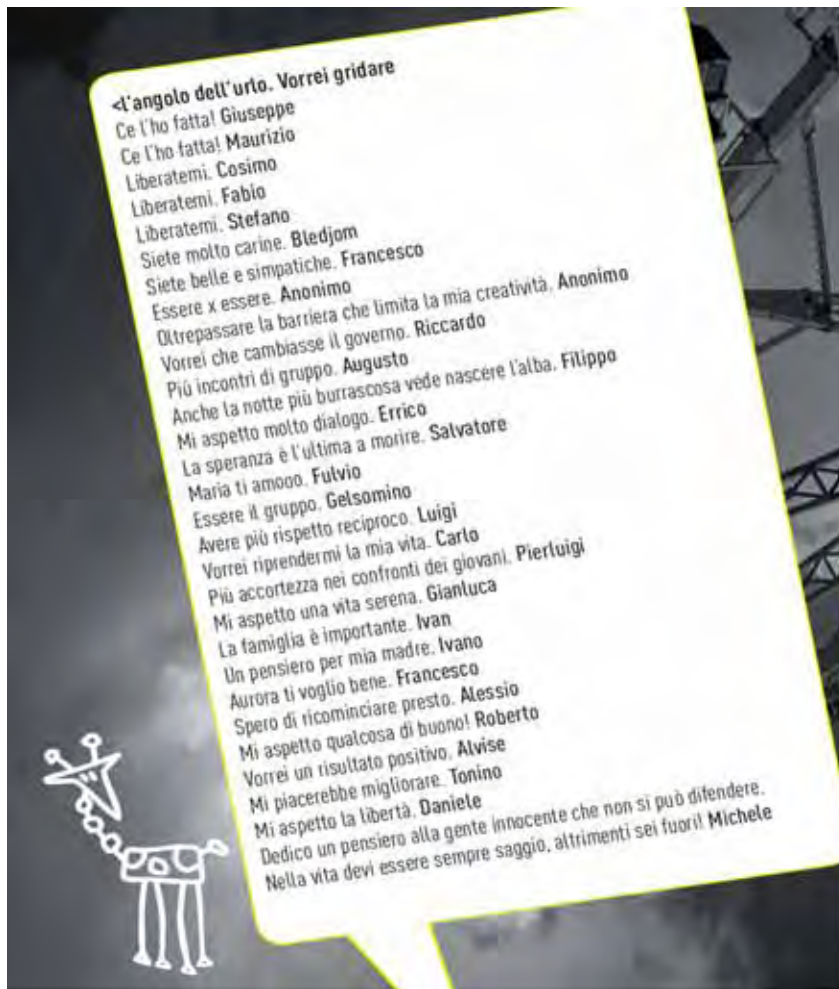 <l'angolo dell'urlo. Vorrei gridare
Ce l'ho fatta! Giuseppe
Ce l'ho fatta! Maurizio
Liberatemi. Cosimo
Liberatemi. Fabio
Liberatemi. Stefano
Siete molto carine. Bledjom
Siete belle e simpatiche. Francesco
Essere x essere. Anonimo
Oltrepassare la barriera che limita la mia creatività. Anonimo
Vorrei che cambiasse il governo. Riccardo
Più incontri di gruppo. Augusto
Anche la notte più burrascosa vede nascere l'alba. Filippo
Mi aspetto molto dialogo. Errico
La speranza è l'ultima a morire. Salvatore
Maria ti amooo. Fulvio
Essere il gruppo. Gelsomino
Avere più rispetto reciproco. Luigi
Vorrei riprendermi la mia vita. Carlo
Più accortezza nei confronti dei giovani. Pierluigi
Mi aspetto una vita serena. Gianluca
La famiglia è importante. Ivan
Un pensiero per mia madre. Ivano
Aurora ti voglio bene. Francesco
Spero di ricominciare presto. Alessio
Mi aspetto qualcosa di buono! Roberto
Vorrei un risultato positivo. Alvise
Mi piacerebbe migliorare. Tonino
Mi aspetto la libertà. Daniele
Dedico un pensiero alla gente innocente che non si può difendere.
Nella vita devi essere sempre saggio, altrimenti sei fuori! Michele